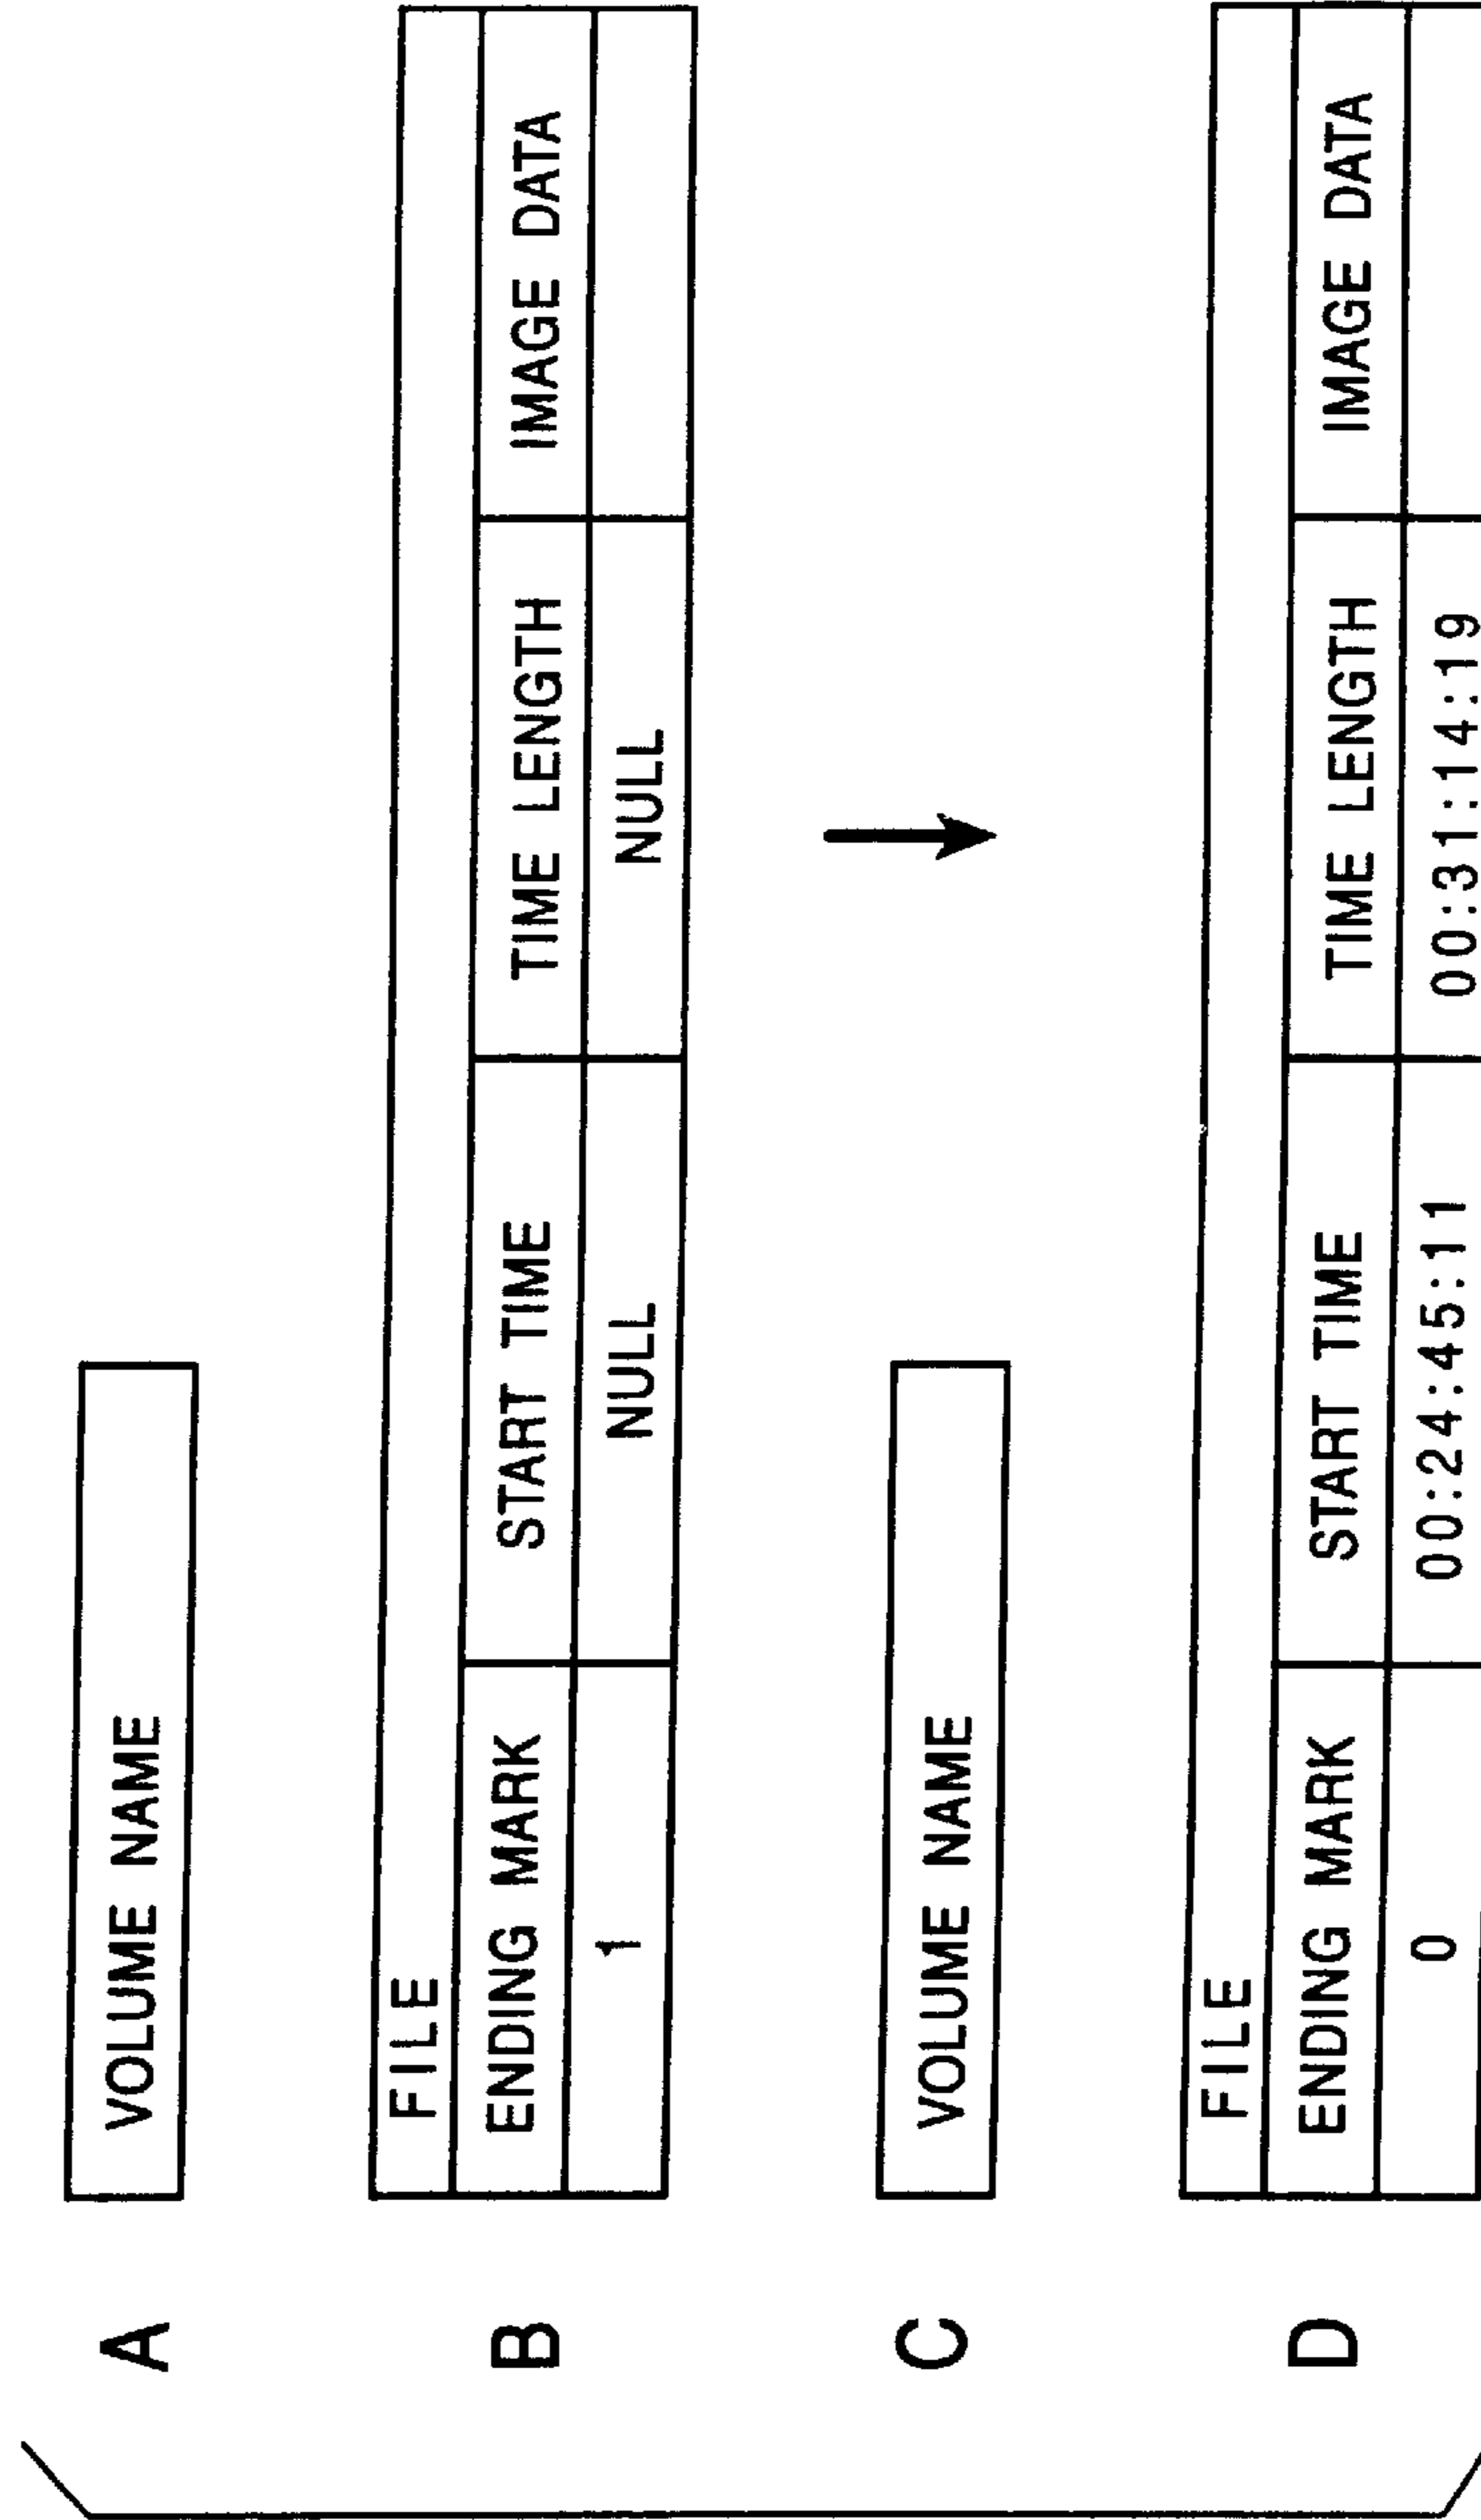 A VOLUME NAME
B FILE
ENDING MARK START TIME TIME LENGTH IMAGE DATA
1 NULL NULL
C VOLUME NAME
D FILE
ENDING MARK START TIME TIME LENGTH IMAGE DATA
0 00:24:45:11 00:31:14:19